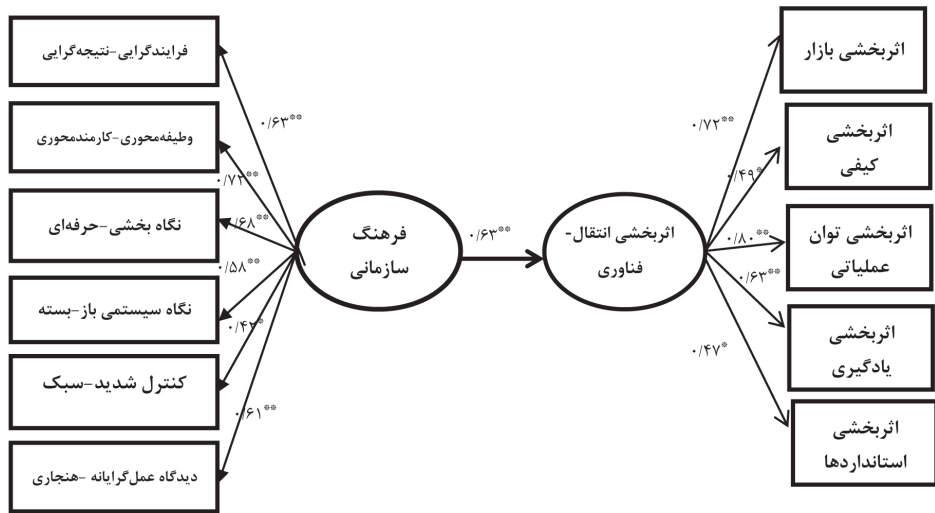 فرایندگرایی-نتیجه‌گرایی
وظیفه‌محوری-کارمندمحوری
نگاه بخشی-حرفه‌ای
نگاه سیستمی باز-بسته
کنترل شدید-سبک
دیدگاه عمل‌گرایانه -هنجاری
۰/۶۳**
۰/۷۲**
۰/۶۸**
۰/۵۸**
۰/۴۲*
۰/۶۱**
فرهنگ
سازمانی
۰/۶۳**
اثربخشی انتقال-
فناوری
۰/۷۲**
۰/۴۹*
۰/۸۰**
۰/۶۳**
۰/۴۷*
اثربخشی بازار
اثربخشی
کیفی
اثربخشی توان
عملیاتی
اثربخشی
یادگیری
اثربخشی
استانداردها